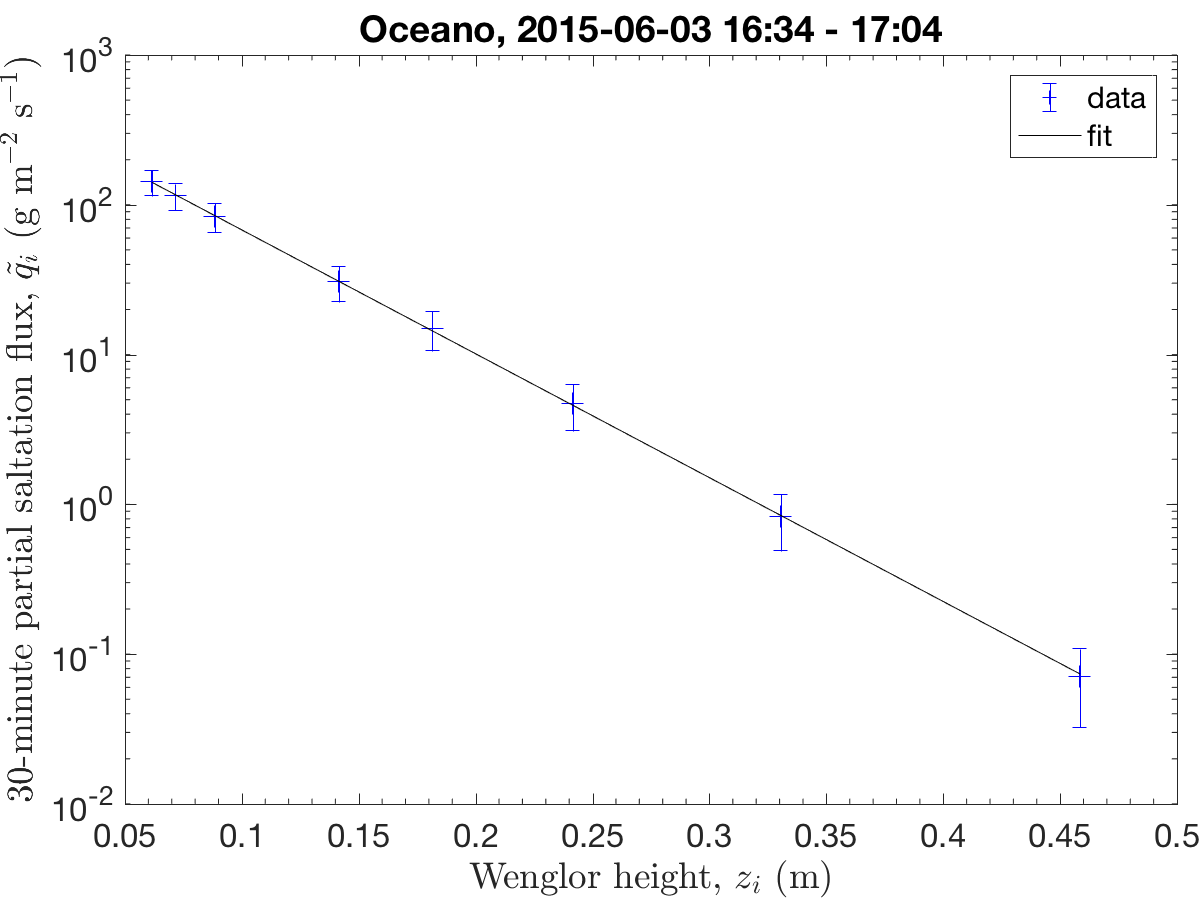 Oceano, 2015-06-03 16:34 - 17:04
30-minute partial saltation flux, q̃ᵢ (g m⁻² s⁻¹)
10³
10²
10¹
10⁰
10⁻¹
10⁻²
data
fit
0.05 0.1 0.15 0.2 0.25 0.3 0.35 0.4 0.45 0.5
Wenglor height, zᵢ (m)